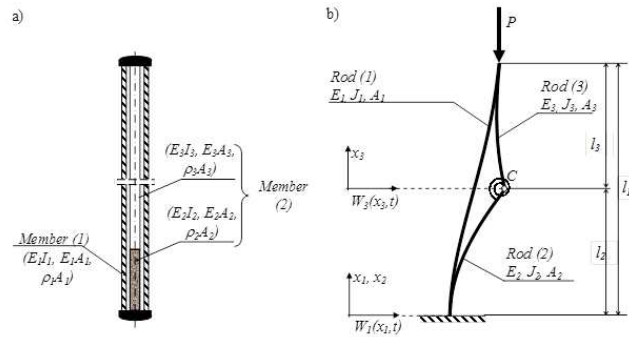 a)
(E3I3, E3A3,
ρ3A3)
(E2I2, E2A2,
ρ2A2)
Member
(2)
Member (1)
(E1I1, E1A1,
ρ1A1)
b)
P
Rod (1)
E1, J1, A1
Rod (3)
E3, J3, A3
x3
C
W3(x3,t)
l3
l1
Rod (2)
E2, J2, A2
l2
x1, x2
W1(x1,t)